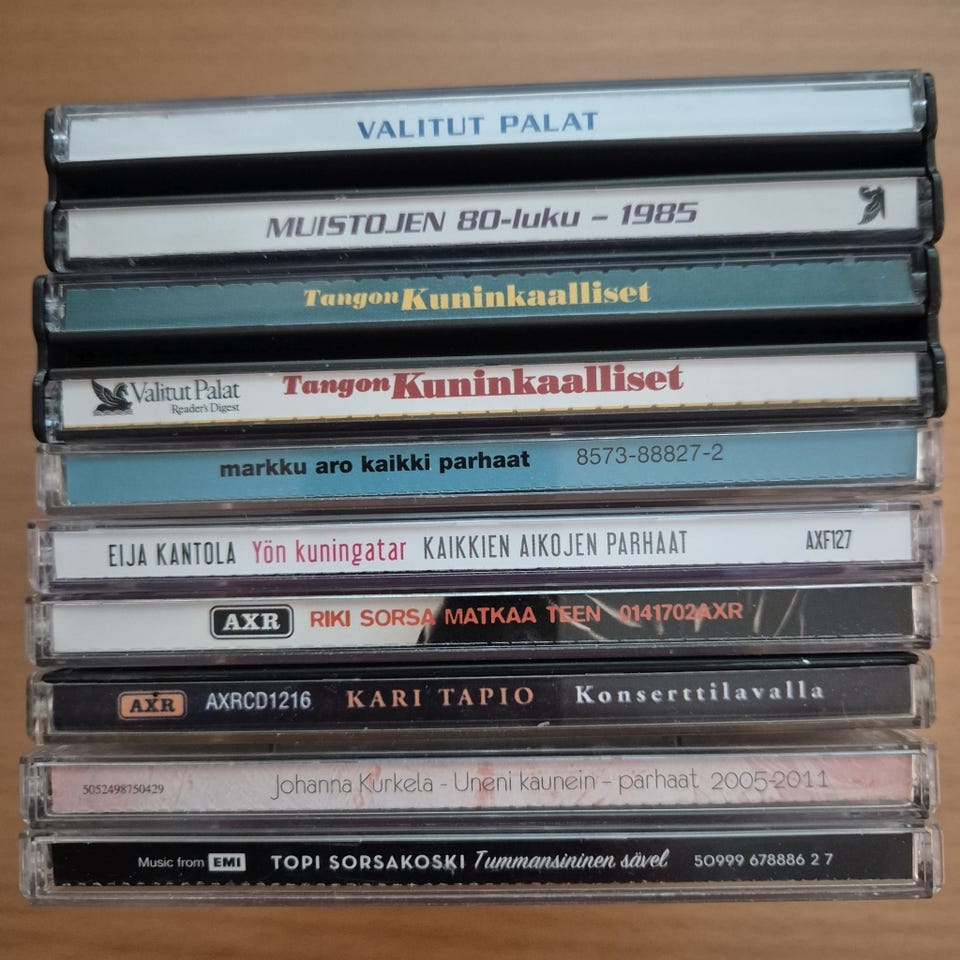 VALITUT PALAT
MUISTOJEN 80-luku – 1985
Tangon Kuninkaalliset
Valitut Palat Reader's Digest Tangon Kuninkaalliset
markku aro kaikki parhaat 8573-88827-2
EIJA KANTOLA Yön kuningatar KAIKKIEN AIKOJEN PARHAAT AXF127
AXR RIKI SORSA MATKAA TEEN 0141702AXR
AXR AXRCD1216 KARI TAPIO Konserttilavalla
5052498750429 Johanna Kurkela - Uneni kaunein - parhaat 2005-2011
Music from EMI TOPI SORSAKOSKI Tummansininen sävel 50999 678886 2 7